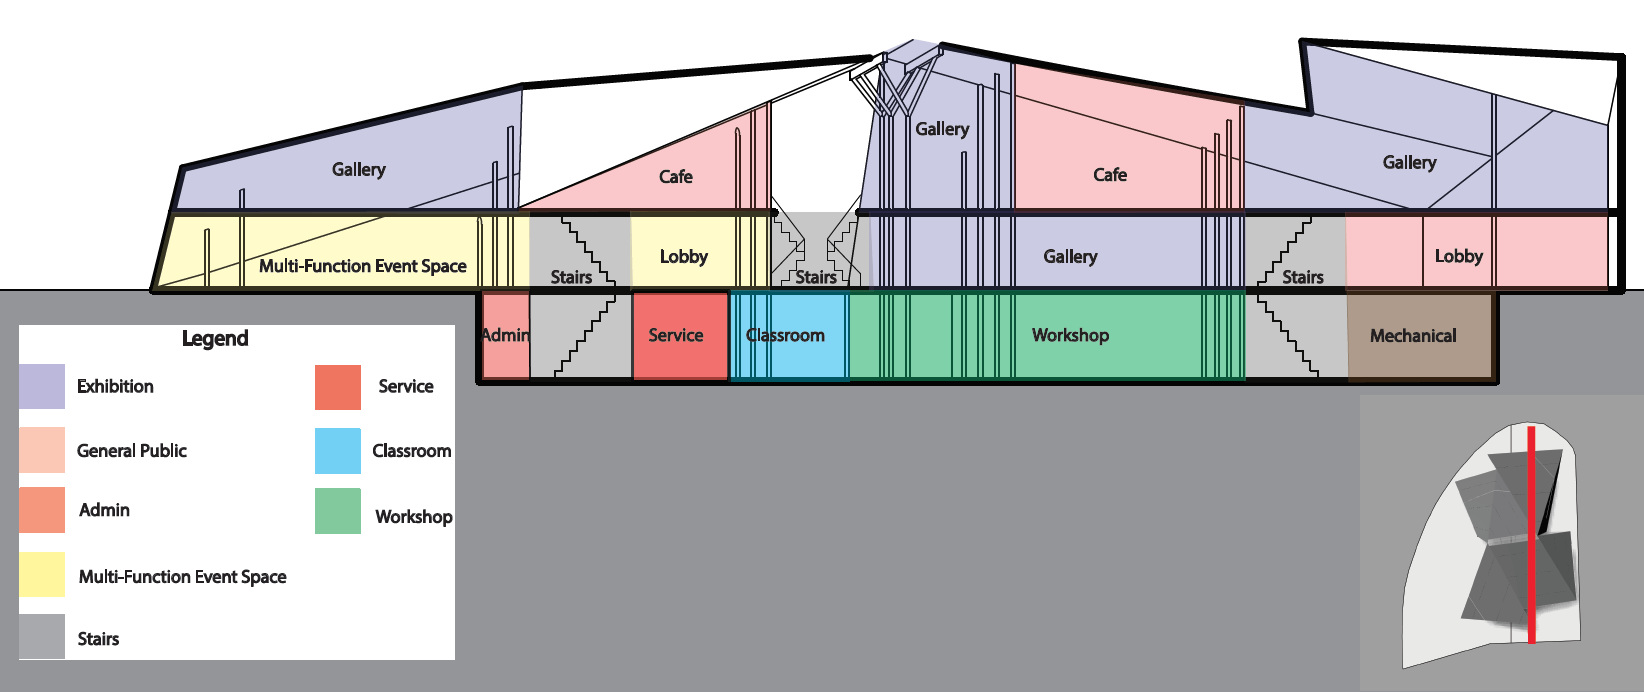 Gallery
Cafe
Gallery
Cafe
Gallery
Multi-Function Event Space
Stairs
Lobby
Stairs
Gallery
Stairs
Lobby
Admin
Service
Classroom
Workshop
Mechanical
Legend
Exhibition
General Public
Admin
Multi-Function Event Space
Stairs
Service
Classroom
Workshop